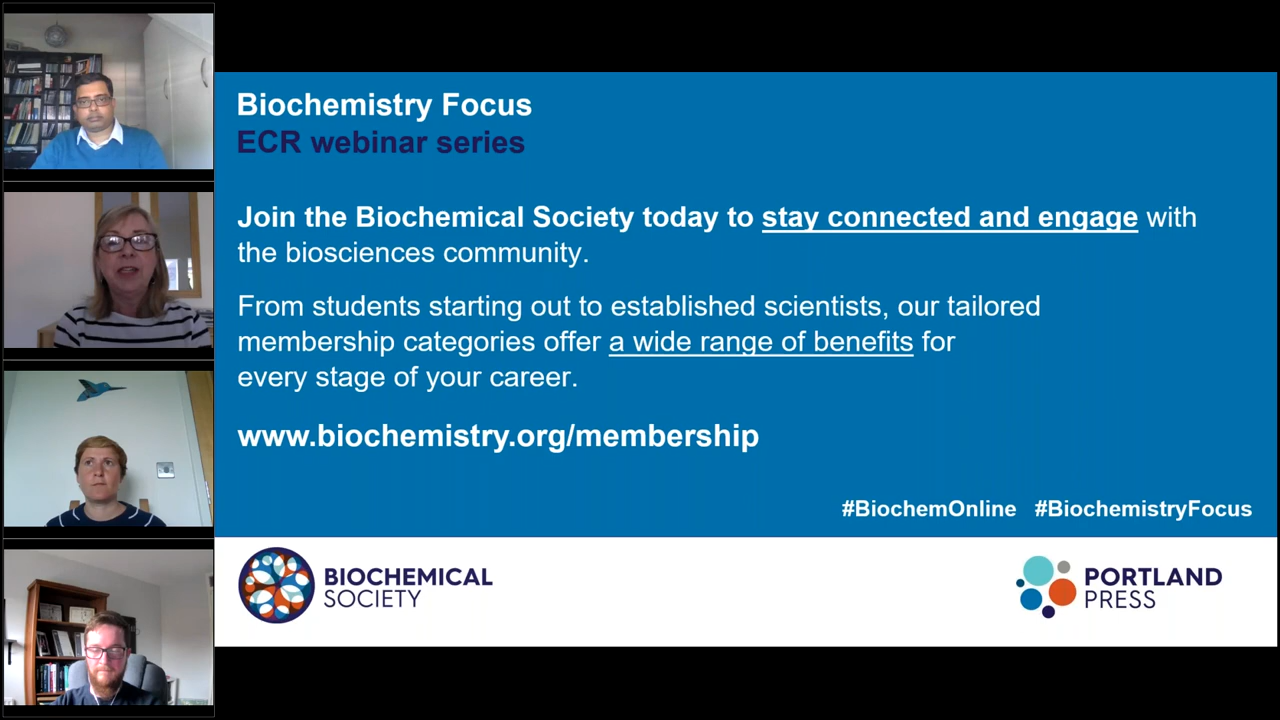 Biochemistry Focus
ECR webinar series
Join the Biochemical Society today to stay connected and engage with
the biosciences community.
From students starting out to established scientists, our tailored
membership categories offer a wide range of benefits for
every stage of your career.
www.biochemistry.org/membership
#BiochemOnline #BiochemistryFocus
BIOCHEMICAL
SOCIETY
PORTLAND
PRESS